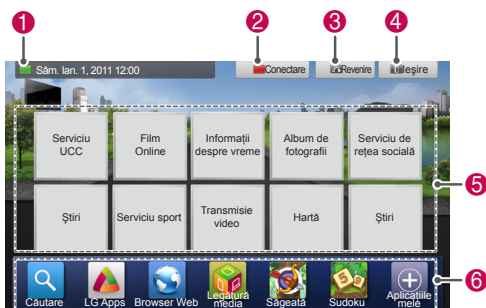 1
2
3
4
Sâm. Ian. 1, 2011 12:00
Conectare
Revenire
Ieşire
Serviciu
UCC
Film
Online
Informaţii
despre vreme
Album de
fotografii
Serviciu de
reţea socială
5
Ştiri
Serviciu sport
Transmisie
video
Hartă
Ştiri
6
Căutare
LG Apps
Browser Web
Legătură
media
Săgeată
Sudoku
Aplicaţiile
mele